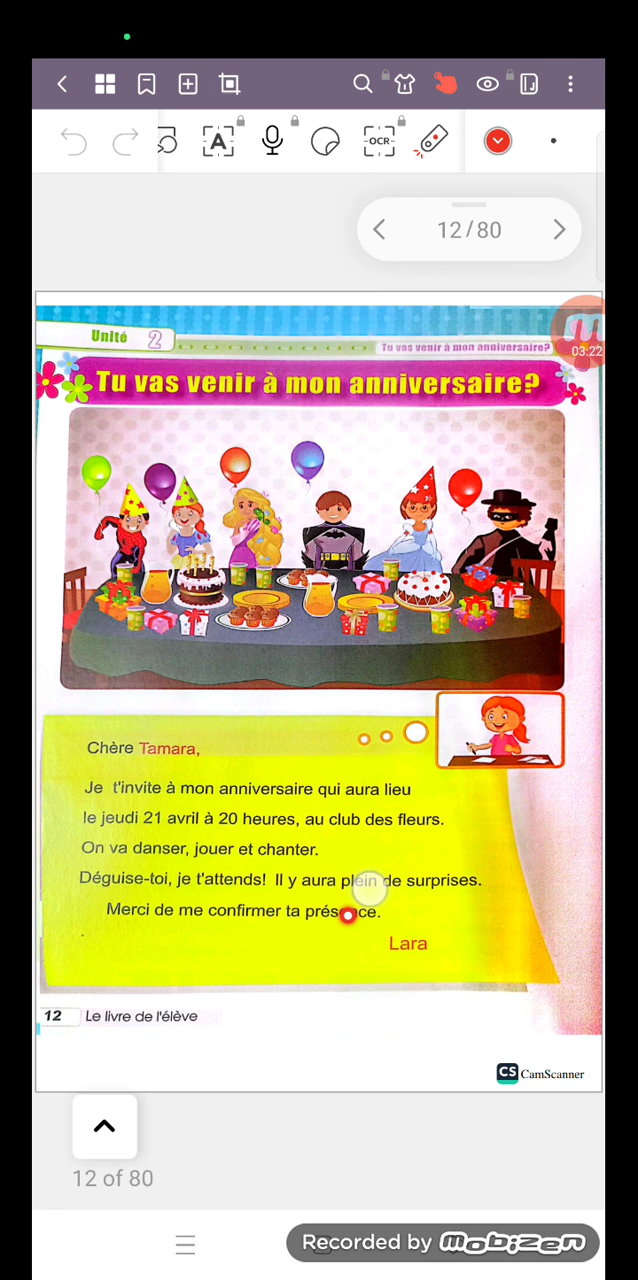 A
OCR
12/80
03:22
Unité 2
Tu vas venir à mon anniversaire?
Tu vas venir à mon anniversaire?
Chère Tamara,
Je t'invite à mon anniversaire qui aura lieu
le jeudi 21 avril à 20 heures, au club des fleurs.
On va danser, jouer et chanter.
Déguise-toi, je t'attends! Il y aura plein de surprises.
Merci de me confirmer ta présence.
Lara
12 Le livre de l'élève
CS CamScanner
12 of 80
Recorded by mobizen